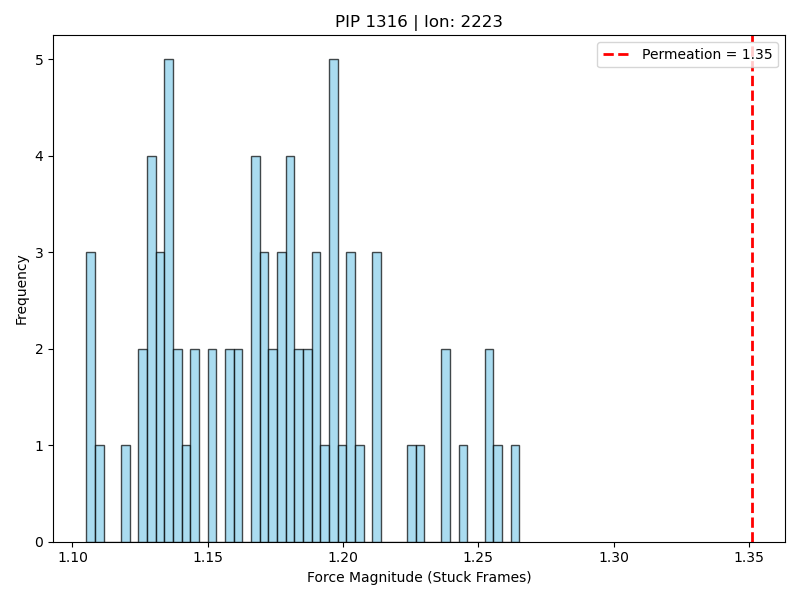 PIP 1316 | Ion: 2223
Permeation = 1.35
Frequency
5
4
3
2
1
0
1.10 1.15 1.20 1.25 1.30 1.35
Force Magnitude (Stuck Frames)